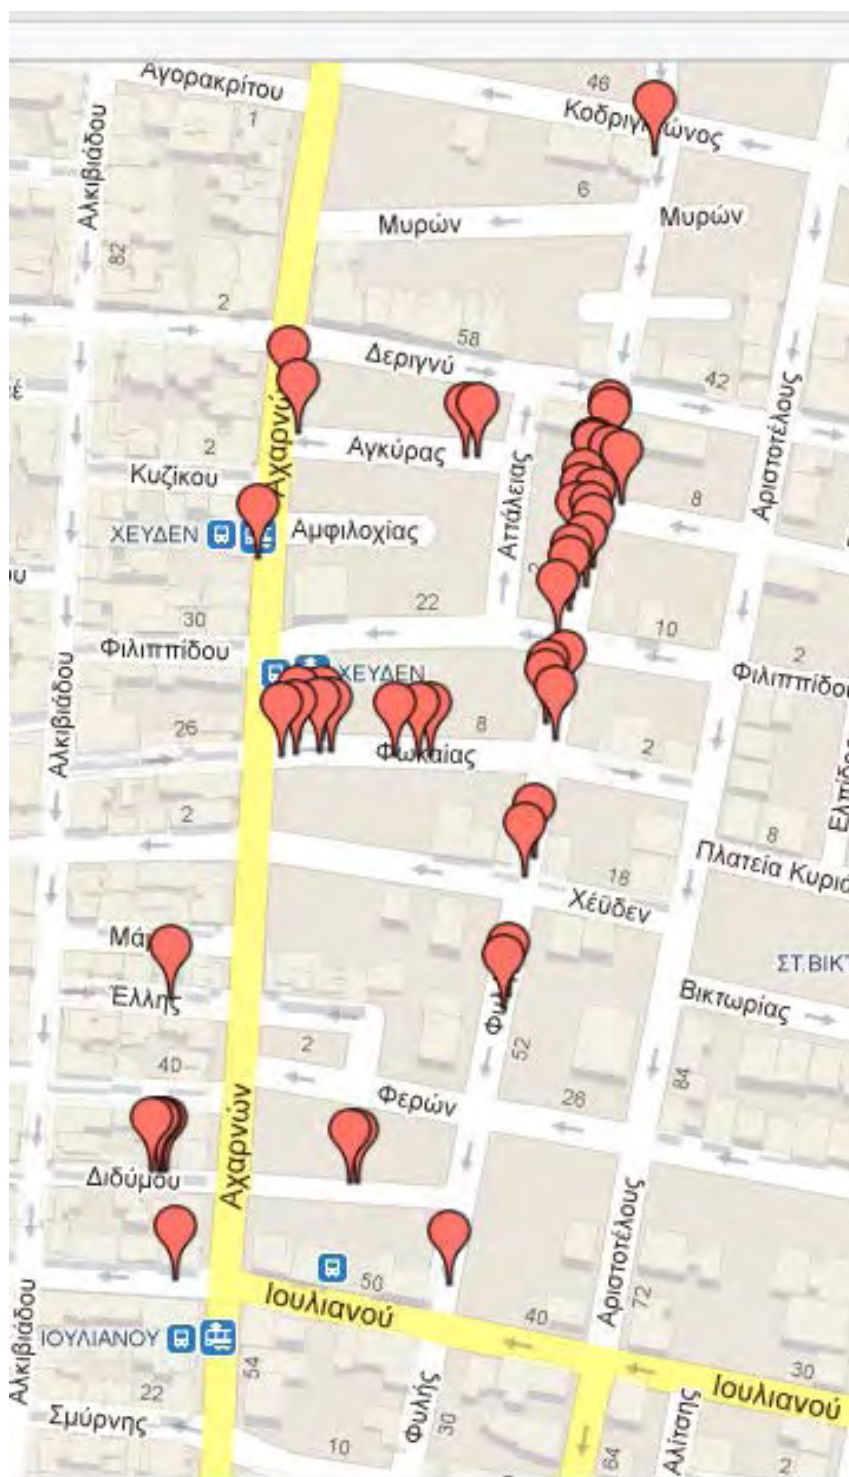 Αγορακρίτου
46
1
Αλκιβιάδου
6
Μυρών
Μυρών
82
2
58
Δεριγνύ
42
Αχαρνώ
Αριστοτέλους
2
Αγκύρας
Κυζίκου
Ατταλείας
8
ΧΕΥΔΕΝ
Αμφιλοχίας
2
22
30
10
Φιλιππίδου
2
ΧΕΥΔΕΝ
Φιλιππίδου
Αλκιβιάδου
26
8
Φωκαίας
2
2
8
Πλατεία Κυριά
18
Χέϋδεν
ΣΤ.ΒΙΚΤ
Έλλης
Βικτωρίας
52
2
40
84
Φερών
26
Αχαρνών
Διδύμου
Αριστοτέλους
50
Ιουλιανού
72
Αλκιβιάδου
ΙΟΥΛΙΑΝΟΥ
40
54
30
22
Ιουλιανού
Φυλής
30
Σμύρνης
Αλίτσης
10
64
2